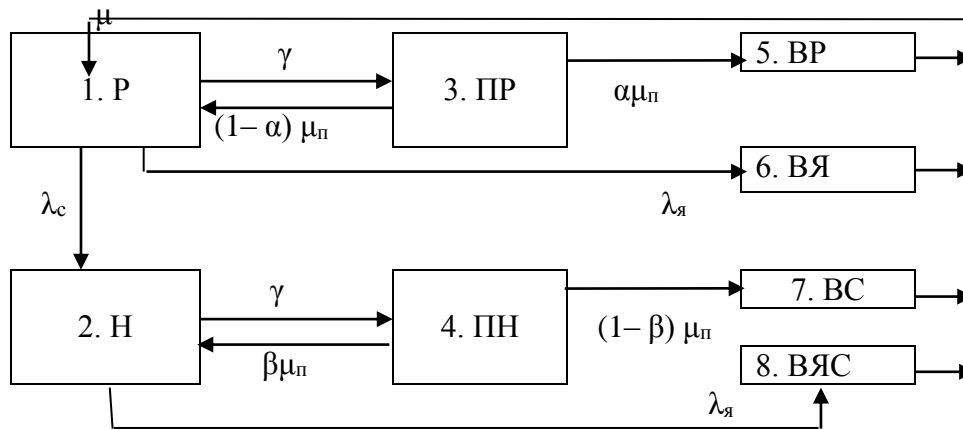 μ
1. Р
γ
(1– α) μп
3. ПР
αμп
5. ВР
6. ВЯ
λс
λя
2. Н
γ
βμп
4. ПН
(1– β) μп
7. ВС
8. ВЯС
λя